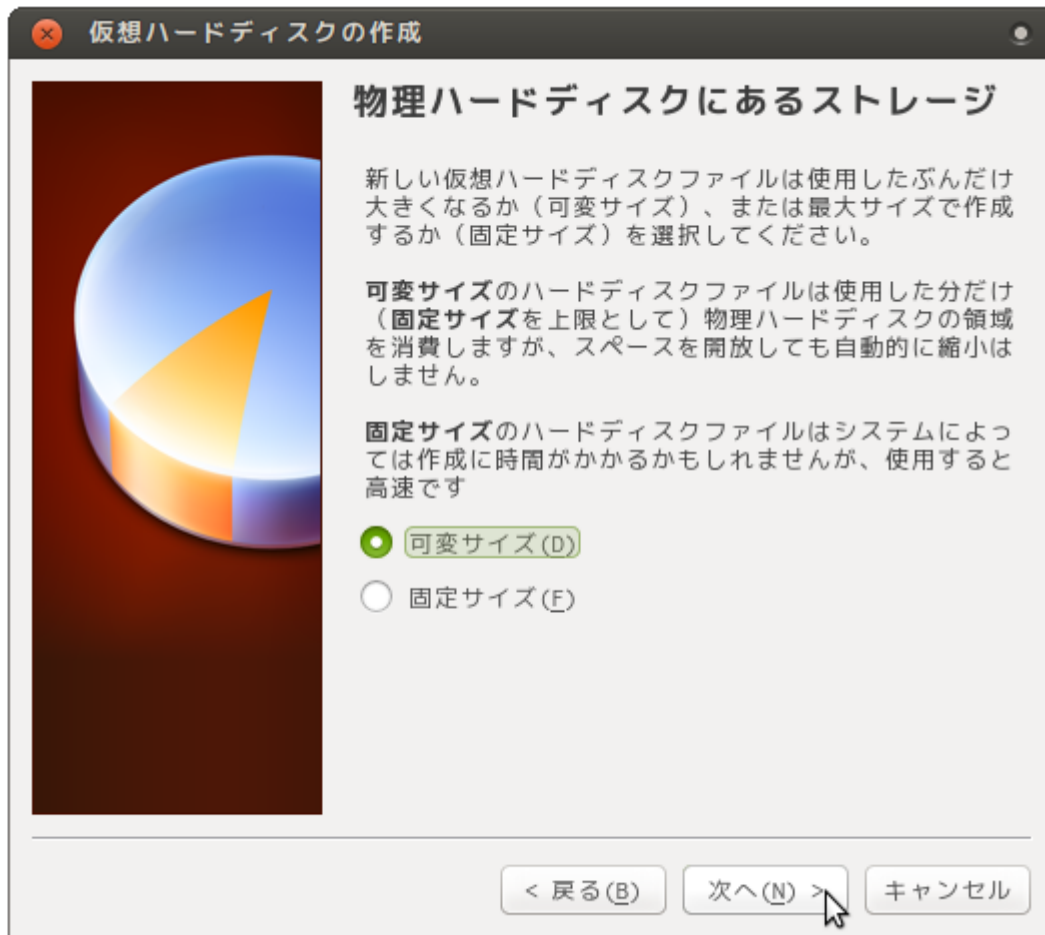 仮想ハードディスクの作成
物理ハードディスクにあるストレージ
新しい仮想ハードディスクファイルは使用したぶんだけ
大きくなるか（可変サイズ）、または最大サイズで作成
するか（固定サイズ）を選択してください。
可変サイズのハードディスクファイルは使用した分だけ
（固定サイズを上限として）物理ハードディスクの領域
を消費しますが、スペースを開放しても自動的に縮小は
しません。
固定サイズのハードディスクファイルはシステムによっ
ては作成に時間がかかるかもしれませんが、使用すると
高速です
可変サイズ(D)
固定サイズ(F)
< 戻る(B)
次へ(N) >
キャンセル